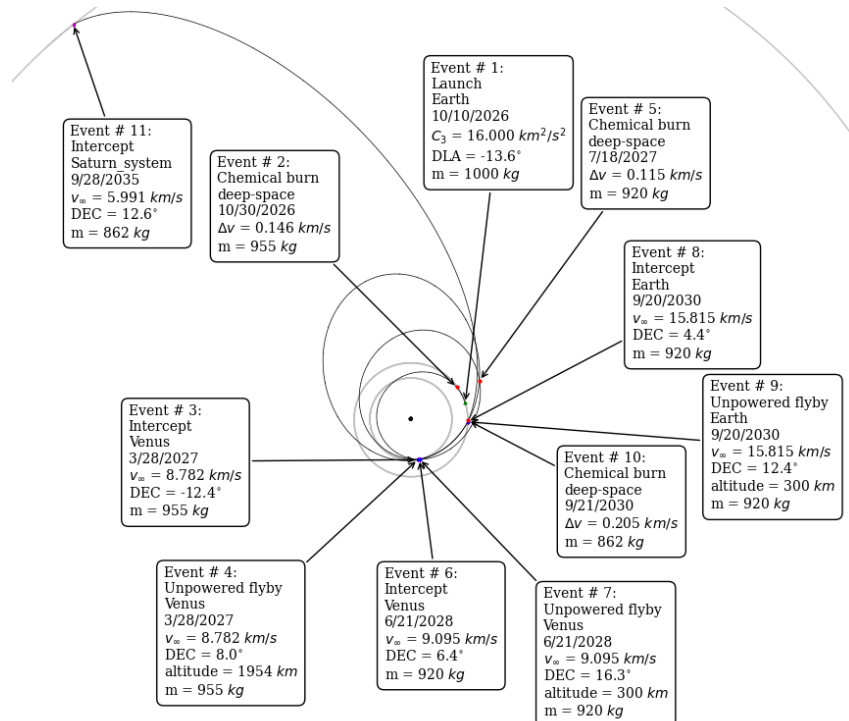 Event # 1:
Launch
Earth
10/10/2026
C₃ = 16.000 km²/s²
DLA = -13.6°
m = 1000 kg
Event # 5:
Chemical burn
deep-space
7/18/2027
Δv = 0.115 km/s
m = 920 kg
Event # 11:
Intercept
Saturn_system
9/28/2035
v∞ = 5.991 km/s
DEC = 12.6°
m = 862 kg
Event # 2:
Chemical burn
deep-space
10/30/2026
Δv = 0.146 km/s
m = 955 kg
Event # 8:
Intercept
Earth
9/20/2030
v∞ = 15.815 km/s
DEC = 4.4°
m = 920 kg
Event # 9:
Unpowered flyby
Earth
9/20/2030
v∞ = 15.815 km/s
DEC = 12.4°
altitude = 300 km
m = 920 kg
Event # 3:
Intercept
Venus
3/28/2027
v∞ = 8.782 km/s
DEC = -12.4°
m = 955 kg
Event # 10:
Chemical burn
deep-space
9/21/2030
Δv = 0.205 km/s
m = 862 kg
Event # 4:
Unpowered flyby
Venus
3/28/2027
v∞ = 8.782 km/s
DEC = 8.0°
altitude = 1954 km
m = 955 kg
Event # 6:
Intercept
Venus
6/21/2028
v∞ = 9.095 km/s
DEC = 6.4°
m = 920 kg
Event # 7:
Unpowered flyby
Venus
6/21/2028
v∞ = 9.095 km/s
DEC = 16.3°
altitude = 300 km
m = 920 kg